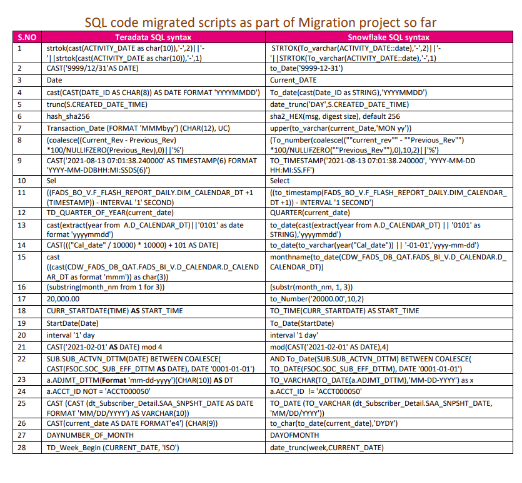 SQL code migrated scripts as part of Migration project so far
S.NO Teradata SQL syntax Snowflake SQL syntax
1 strtok(cast(ACTIVITY_DATE as char(10)),'-',2)||'- STRTOK(To_varchar(ACTIVITY_DATE::date),'-',2)||'-
'||strtok(cast(ACTIVITY_DATE as char(10)),'-',1) '||STRTOK(To_varchar(ACTIVITY_DATE::date),'-',1)
2 CAST('9999/12/31'AS DATE) to_Date('9999-12-31')
3 Date Current_DATE
4 cast(CAST(DATE_ID AS CHAR(8)) AS DATE FORMAT 'YYYYMMDD') To_date(cast(Date_ID as STRING),'YYYYMMDD')
5 trunc(S.CREATED_DATE_TIME) date_trunc('DAY',S.CREATED_DATE_TIME)
6 hash_sha256 sha2_HEX(msg, digest size), default 256
7 Transaction_Date (FORMAT 'MMMbyy') (CHAR(12), UC) upper(to_varchar(current_Date,'MON yy'))
8 (coalesce((Current_Rev - Previous_Rev) (To_number(coalesce((""current_rev"" - ""Previous_Rev"")
*100/NULLIFZERO(Previous_Rev),0)||'%') *100/NULLIFZERO(""Previous_Rev""),0),10,2)||'%')
9 CAST('2021-08-13 07:01:38.240000' AS TIMESTAMP(6) FORMAT TO_TIMESTAMP('2021-08-13 07:01:38.240000', 'YYYY-MM-DD
'YYYY-MM-DDBHH:MI:SSDS(6)') HH:MI:SS.FF')
10 Sel Select
11 ((FADS_BO_V.F_FLASH_REPORT_DAILY.DIM_CALENDAR_DT +1 ((to_timestamp(FADS_BO_V.F_FLASH_REPORT_DAILY.DIM_CALENDAR_
(TIMESTAMP)) - INTERVAL '1' SECOND) DT +1)) - INTERVAL '1 SECOND')
12 TD_QUARTER_OF_YEAR(current_date) QUARTER(current_date)
13 cast(extract(year from A.D_CALENDAR_DT)||'0101' as date to_date(cast(extract(year from A.D_CALENDAR_DT) || '0101' as
format 'yyyymmdd') STRING),'yyyymmdd')
14 CAST((("Cal_date" / 10000) * 10000) + 101 AS DATE) to_date(to_varchar(year("Cal_date")) || '-01-01','yyyy-mm-dd')
15 cast monthname(to_date(CDW_FADS_DB_QAT.FADS_BI_V.D_CALENDAR.D_
((cast(CDW_FADS_DB_QAT.FADS_BI_V.D_CALENDAR.D_CALEND CALENDAR_DT))
AR_DT as format 'mmm')) as char(3))
16 (substring(month_nm from 1 for 3)) (substr(month_nm, 1, 3))
17 20,000.00 to_Number('20000.00',10,2)
18 CURR_STARTDATE(TIME) AS START_TIME TO_TIME(CURR_STARTDATE) AS START_TIME
19 StartDate(Date) To_Date(StartDate)
20 interval '1' day interval '1 day'
21 CAST('2021-02-01' AS DATE) mod 4 mod(CAST('2021-02-01' AS DATE),4)
22 SUB.SUB_ACTVN_DTTM(DATE) BETWEEN COALESCE( AND To_Date(SUB.SUB_ACTVN_DTTM) BETWEEN COALESCE(
CAST(FSOC.SOC_SUB_EFF_DTTM AS DATE), DATE '0001-01-01') TO_DATE(FSOC.SOC_SUB_EFF_DTTM), DATE '0001-01-01')
23 a.ADJMT_DTTM(Format 'mm-dd-yyyy')(CHAR(10)) AS DT TO_VARCHAR(TO_DATE(a.ADJMT_DTTM),'MM-DD-YYYY') as x
24 a.ACCT_ID NOT = 'ACCT000050' a.ACCT_ID != 'ACCT000050'
25 CAST (CAST (dt_Subscriber_Detail.SAA_SNPSHT_DATE AS DATE TO_DATE (TO_VARCHAR (dt_Subscriber_Detail.SAA_SNPSHT_DATE,
FORMAT 'MM/DD/YYYY') AS VARCHAR(10)) 'MM/DD/YYYY'))
26 CAST(current_date AS DATE FORMAT'e4') (CHAR(9)) to_char(to_date(current_date),'DYDY')
27 DAYNUMBER_OF_MONTH DAYOFMONTH
28 TD_Week_Begin (CURRENT_DATE, 'ISO') date_trunc(week,CURRENT_DATE)